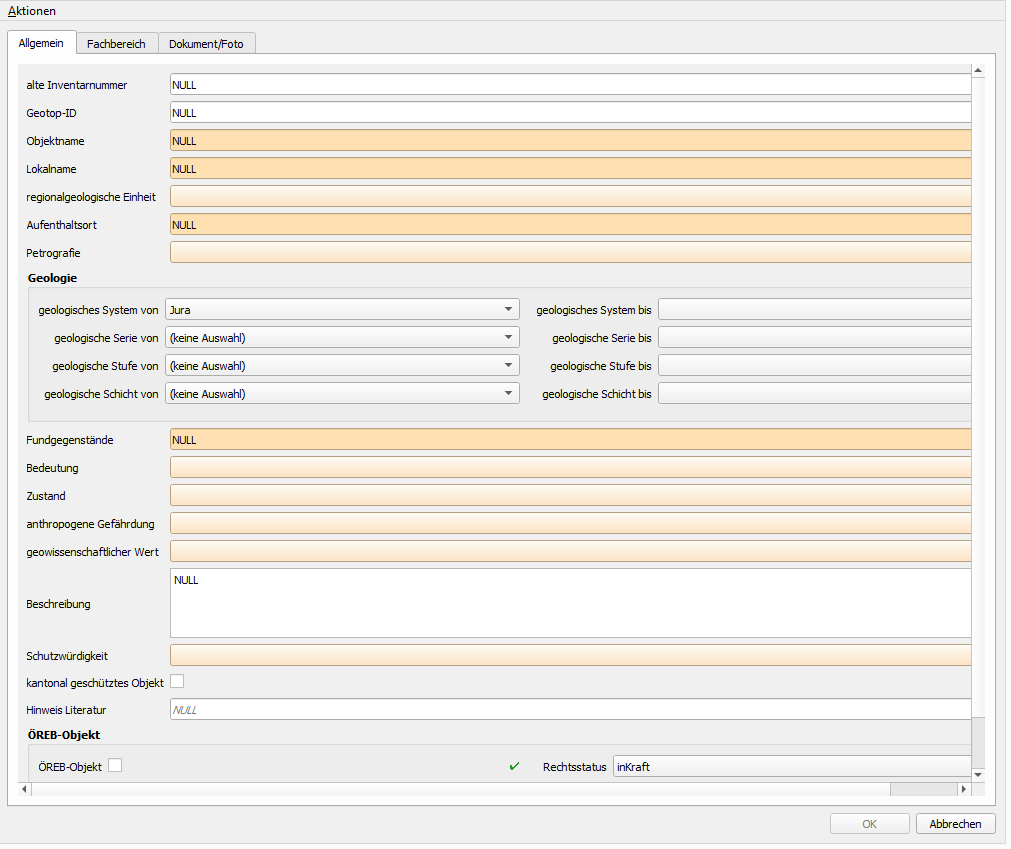 Aktionen
Allgemein Fachbereich Dokument/Foto
alte Inventarnummer NULL
Geotop-ID NULL
Objektname NULL
Lokalname NULL
regionalgeologische Einheit
Aufenthaltsort NULL
Petrografie
Geologie
geologisches System von Jura geologisches System bis
geologische Serie von (keine Auswahl) geologische Serie bis
geologische Stufe von (keine Auswahl) geologische Stufe bis
geologische Schicht von (keine Auswahl) geologische Schicht bis
Fundgegenstände NULL
Bedeutung
Zustand
anthropogene Gefährdung
geowissenschaftlicher Wert
NULL
Beschreibung
Schutzwürdigkeit
kantonal geschütztes Objekt
Hinweis Literatur NULL
ÖREB-Objekt
ÖREB-Objekt Rechtsstatus inKraft
OK Abbrechen